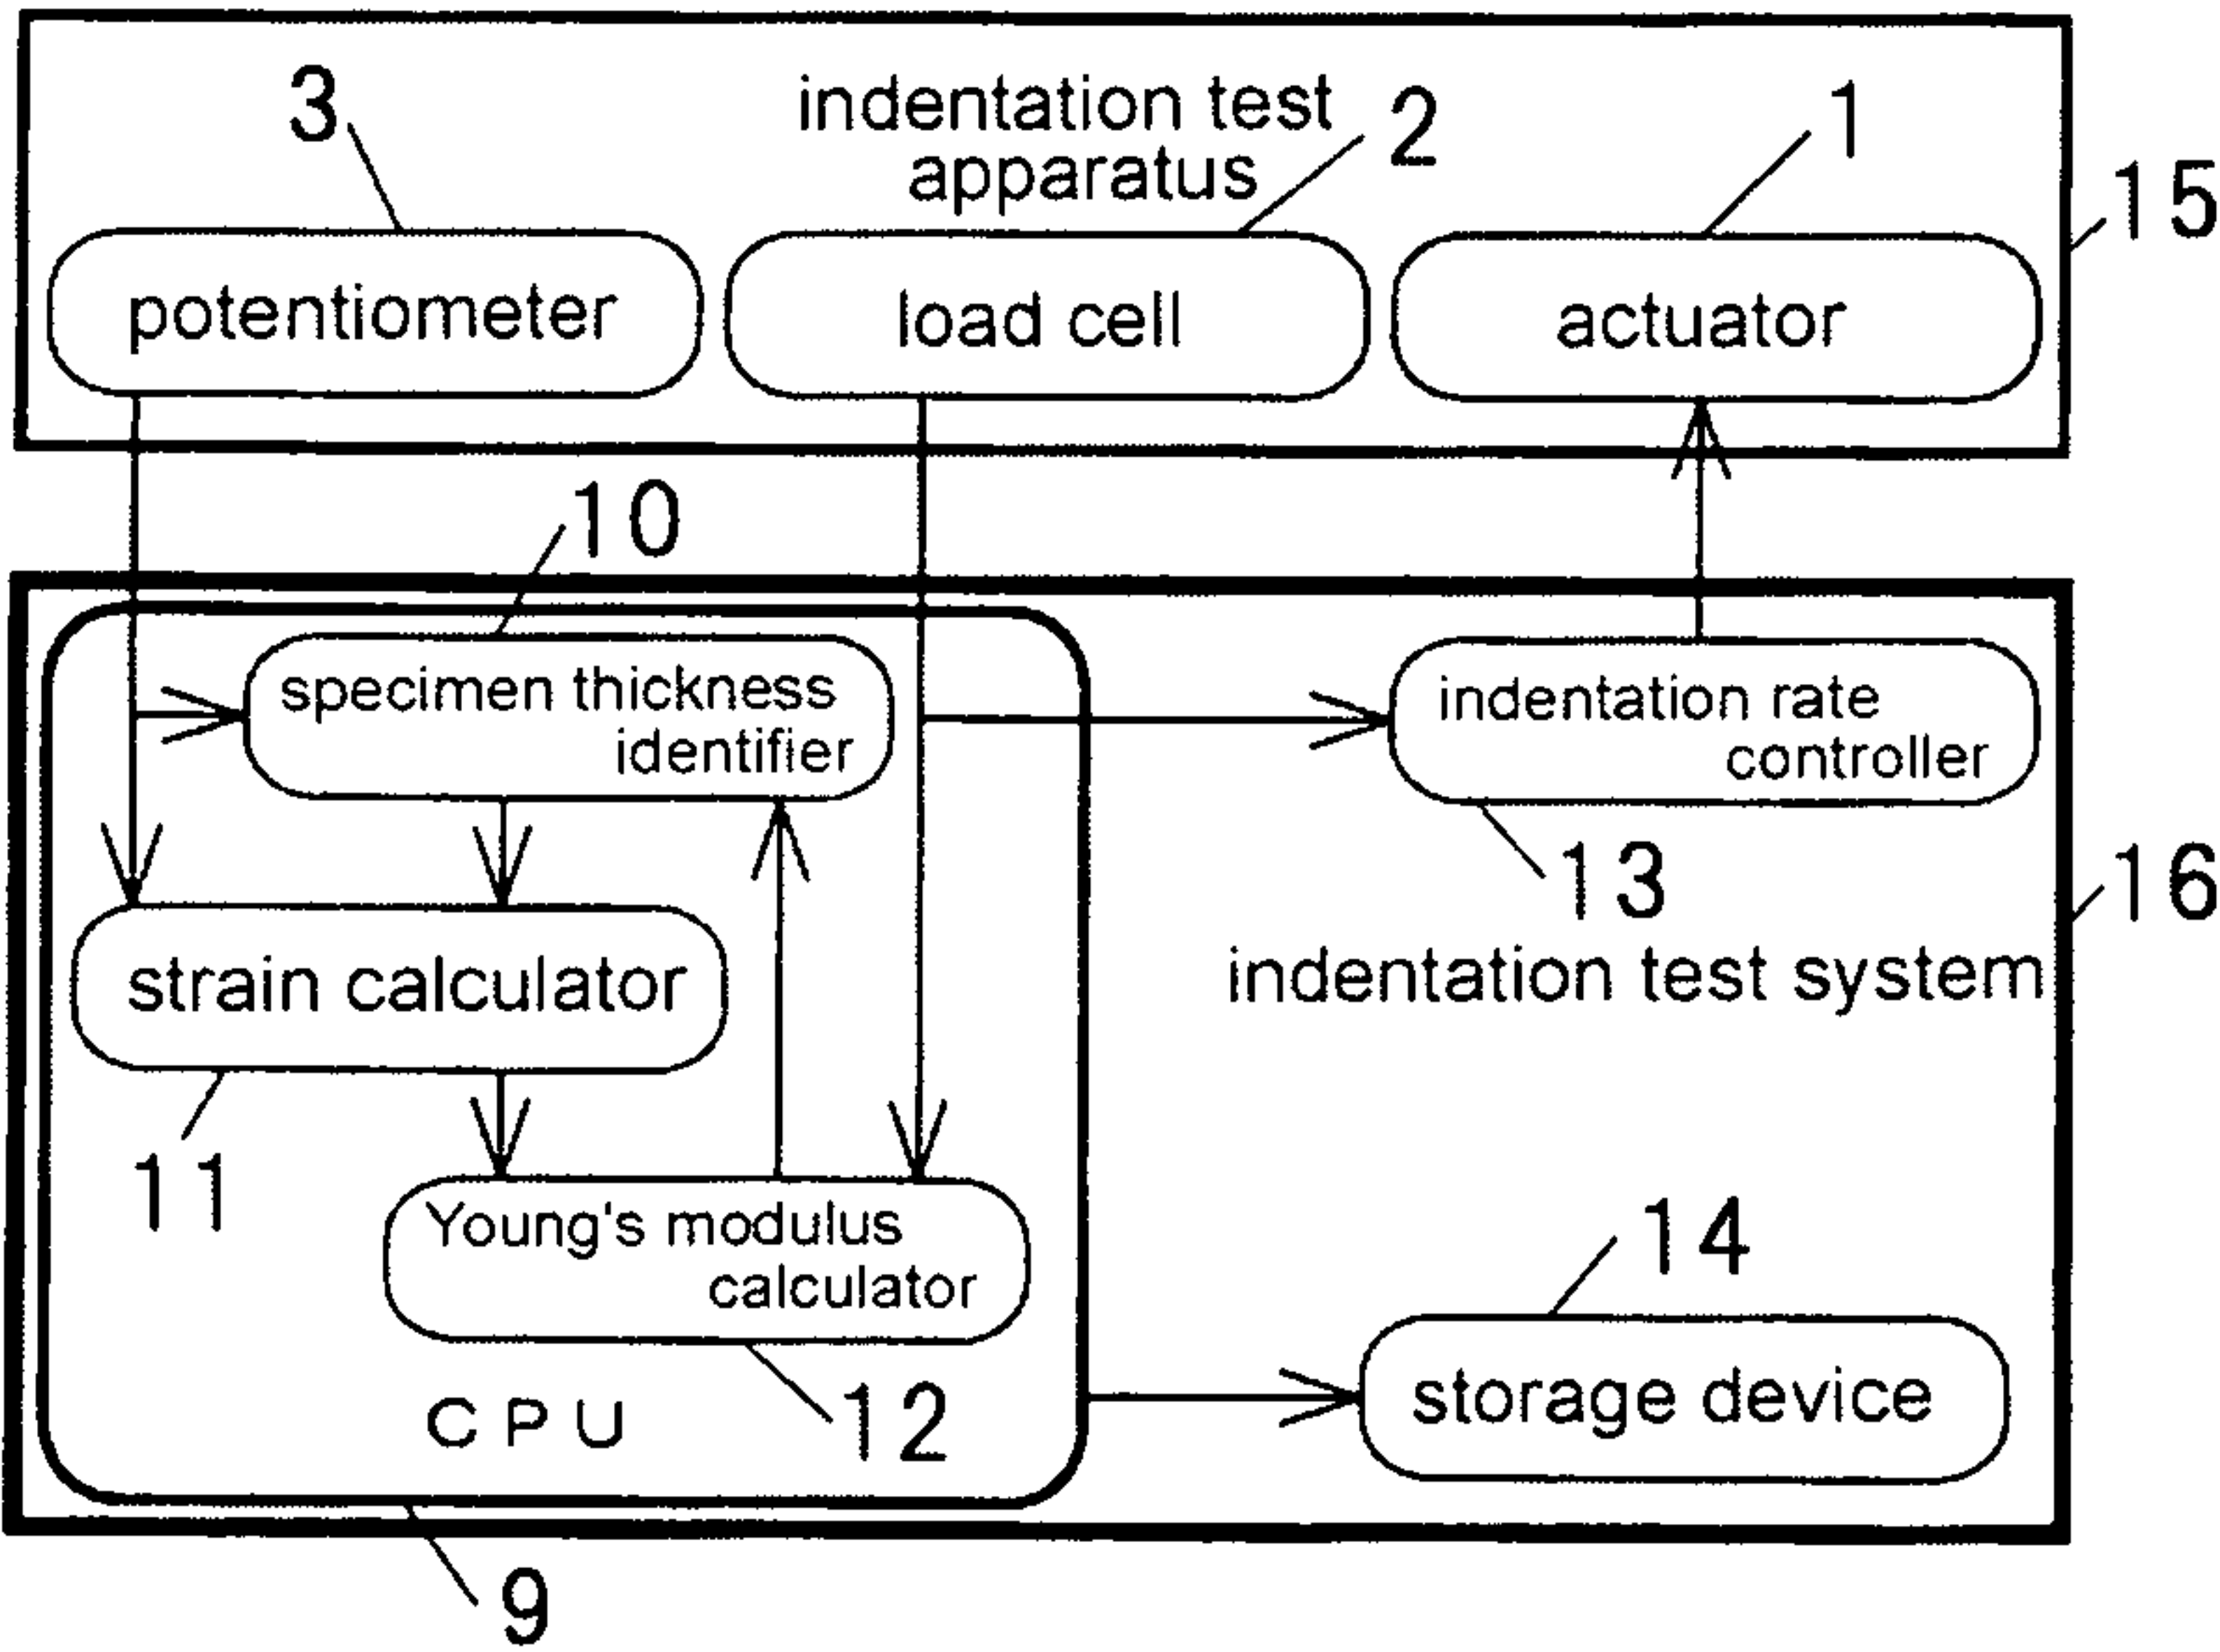 3
indentation test
apparatus
2
1
15
potentiometer
load cell
actuator
10
specimen thickness
identifier
indentation rate
controller
13
16
strain calculator
indentation test system
11
Young's modulus
calculator
14
storage device
CPU
12
9